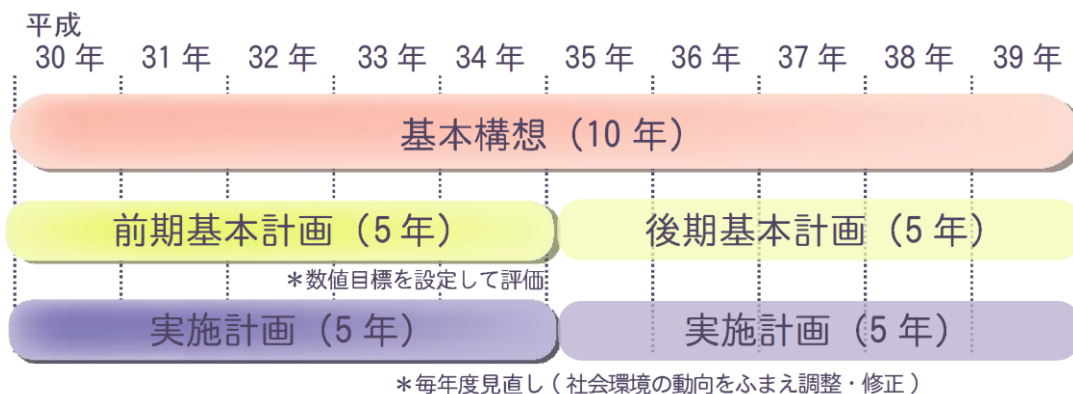 平成
30 年 31 年 32 年 33 年 34 年 35 年 36 年 37 年 38 年 39 年
基本構想（10 年）
前期基本計画（5 年） 後期基本計画（5 年）
＊数値目標を設定して評価
実施計画（5 年） 実施計画（5 年）
＊毎年度見直し（社会環境の動向をふまえ調整・修正）